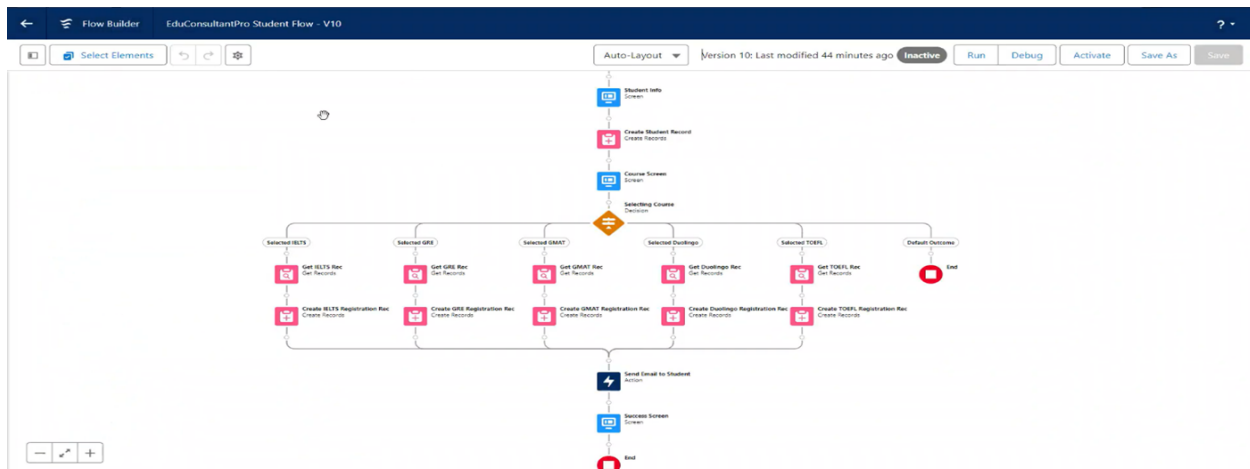 Flow Builder
EduConsultantPro Student Flow - V10
?
Select Elements
Auto-Layout
Version 10: Last modified 44 minutes ago
Inactive
Run
Debug
Activate
Save As
Save
Student Info
Screen
Create Student Record
Create Records
Course Screen
Screen
Selecting Course
Decision
Selected IELTS
Selected GRE
Selected GMAT
Selected Duolingo
Selected TOEFL
Default Outcome
Get IELTS Rec
Get Records
Get GRE Rec
Get Records
Get GMAT Rec
Get Records
Get Duolingo Rec
Get Records
Get TOEFL Rec
Get Records
End
Create IELTS Registration Rec
Create Records
Create GRE Registration Rec
Create Records
Create GMAT Registration Rec
Create Records
Create Duolingo Registration Rec
Create Records
Create TOEFL Registration Rec
Create Records
Send Email to Student
Action
Success Screen
Screen
End